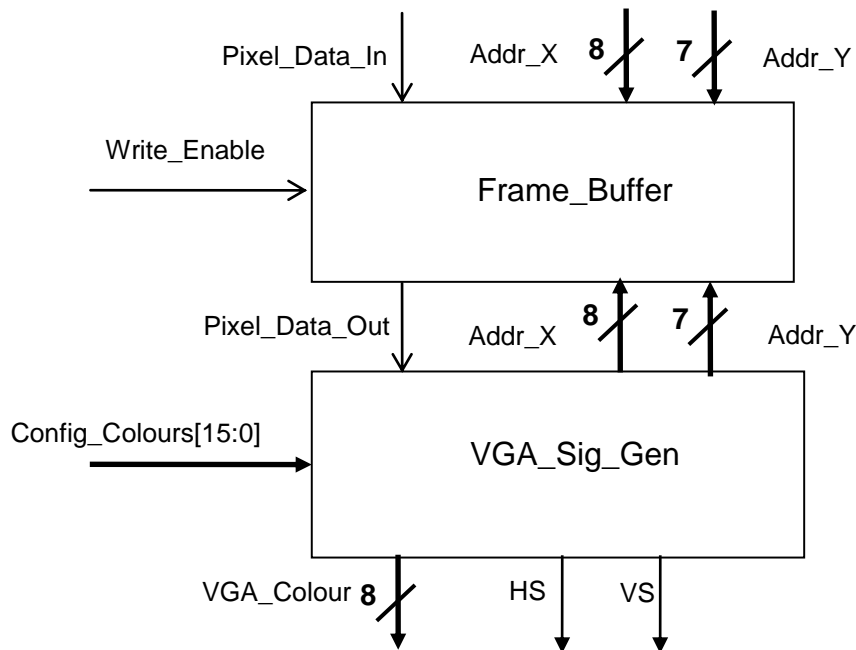 Pixel_Data_In
Addr_X
8
7
Addr_Y
Write_Enable
Frame_Buffer
Pixel_Data_Out
Addr_X
8
7
Addr_Y
Config_Colours[15:0]
VGA_Sig_Gen
VGA_Colour
8
HS
VS